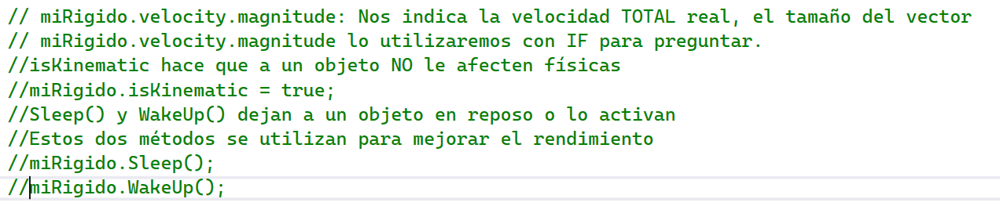 // miRigido.velocity.magnitude: Nos indica la velocidad TOTAL real, el tamaño del vector
// miRigido.velocity.magnitude lo utilizaremos con IF para preguntar.
//isKinematic hace que a un objeto NO le afecten físicas
//miRigido.isKinematic = true;
//Sleep() y WakeUp() dejan a un objeto en reposo o lo activan
//Estos dos métodos se utilizan para mejorar el rendimiento
//miRigido.Sleep();
//miRigido.WakeUp();